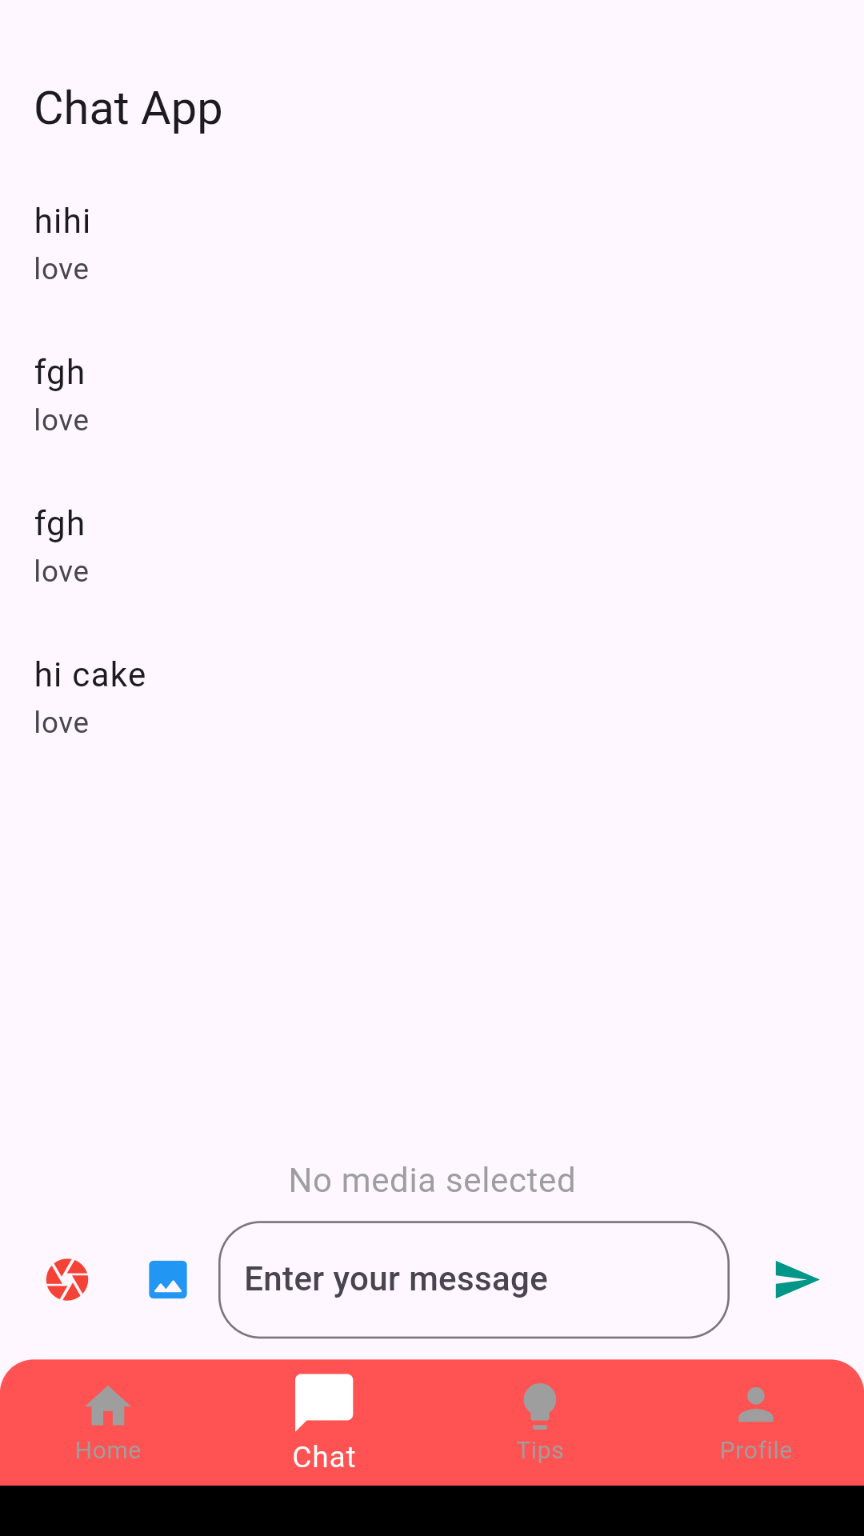 Chat App
hihi
love
fgh
love
fgh
love
hi cake
love
No media selected
Enter your message
Home
Chat
Tips
Profile